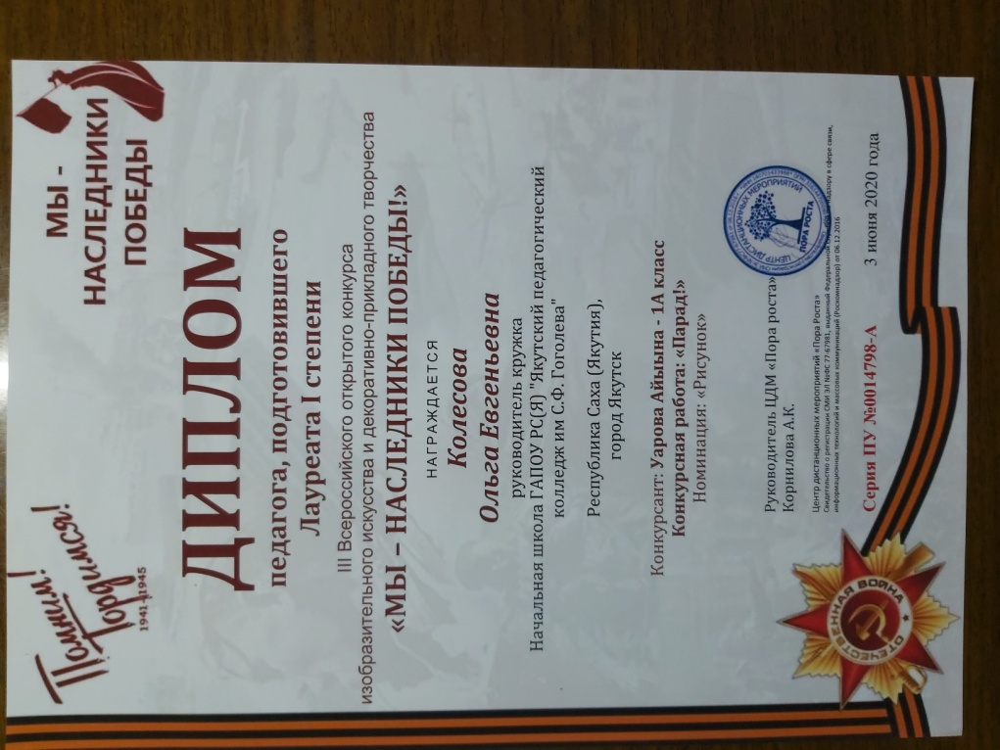 Помним!
Гордимся!
1941-1945
МЫ -
НАСЛЕДНИКИ
ПОБЕДЫ
ДИПЛОМ
педагога, подготовившего
Лауреата I степени
III Всероссийского открытого конкурса
изобразительного искусства и декоративно-прикладного творчества
«МЫ – НАСЛЕДНИКИ ПОБЕДЫ!»
НАГРАЖДАЕТСЯ
Колесова
Ольга Евгеньевна
руководитель кружка
Начальная школа ГАПОУ РС(Я) "Якутский педагогический
колледж им С.Ф. Гоголева"
Республика Саха (Якутия),
город Якутск
Конкурсант: Уарова Айыына - 1А класс
Конкурсная работа: «Парад!»
Номинация: «Рисунок»
Руководитель ЦДМ «Пора роста»
Корнилова А.К.
ЦЕНТР ДИСТАНЦИОННЫХ МЕРОПРИЯТИЙ
ПОРА РОСТА
Центр дистанционных мероприятий «Пора Роста»
Свидетельство о регистрации СМИ ЭЛ №ФС 77-67981, выданный Федеральной службой по надзору в сфере связи,
информационных технологий и массовых коммуникаций (Роскомнадзор) от 06.12.2016
Серия ПУ №0014798-А
3 июня 2020 года
ОТЕЧЕСТВЕННАЯ ВОЙНА